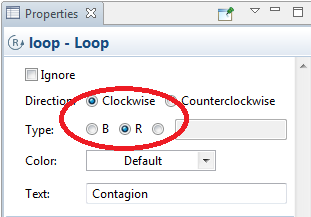 Properties
R loop - Loop
Ignore
Direction: Clockwise Counterclockwise
Type: B R
Color: Default
Text: Contagion